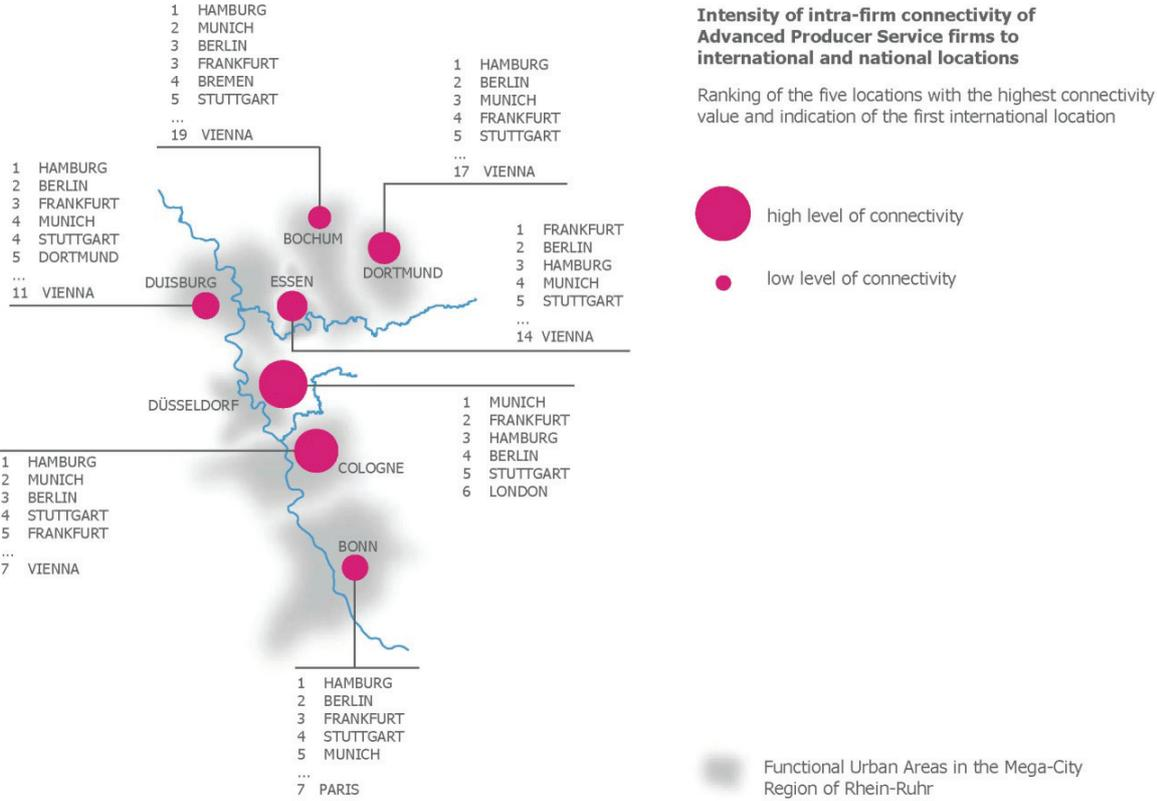 1 HAMBURG
2 MUNICH
3 BERLIN
3 FRANKFURT
4 BREMEN
5 STUTTGART
...
19 VIENNA
1 HAMBURG
2 BERLIN
3 MUNICH
4 FRANKFURT
5 STUTTGART
...
17 VIENNA
Intensity of intra-firm connectivity of
Advanced Producer Service firms to
international and national locations
Ranking of the five locations with the highest connectivity
value and indication of the first international location
high level of connectivity
low level of connectivity
1 HAMBURG
2 BERLIN
3 FRANKFURT
4 MUNICH
4 STUTTGART
5 DORTMUND
...
11 VIENNA
BOCHUM
DORTMUND
DUISBURG
ESSEN
1 FRANKFURT
2 BERLIN
3 HAMBURG
4 MUNICH
5 STUTTGART
...
14 VIENNA
DÜSSELDORF
1 MUNICH
2 FRANKFURT
3 HAMBURG
4 BERLIN
5 STUTTGART
6 LONDON
COLOGNE
1 HAMBURG
2 MUNICH
3 BERLIN
4 STUTTGART
5 FRANKFURT
...
7 VIENNA
BONN
1 HAMBURG
2 BERLIN
3 FRANKFURT
4 STUTTGART
5 MUNICH
...
7 PARIS
Functional Urban Areas in the Mega-City
Region of Rhein-Ruhr